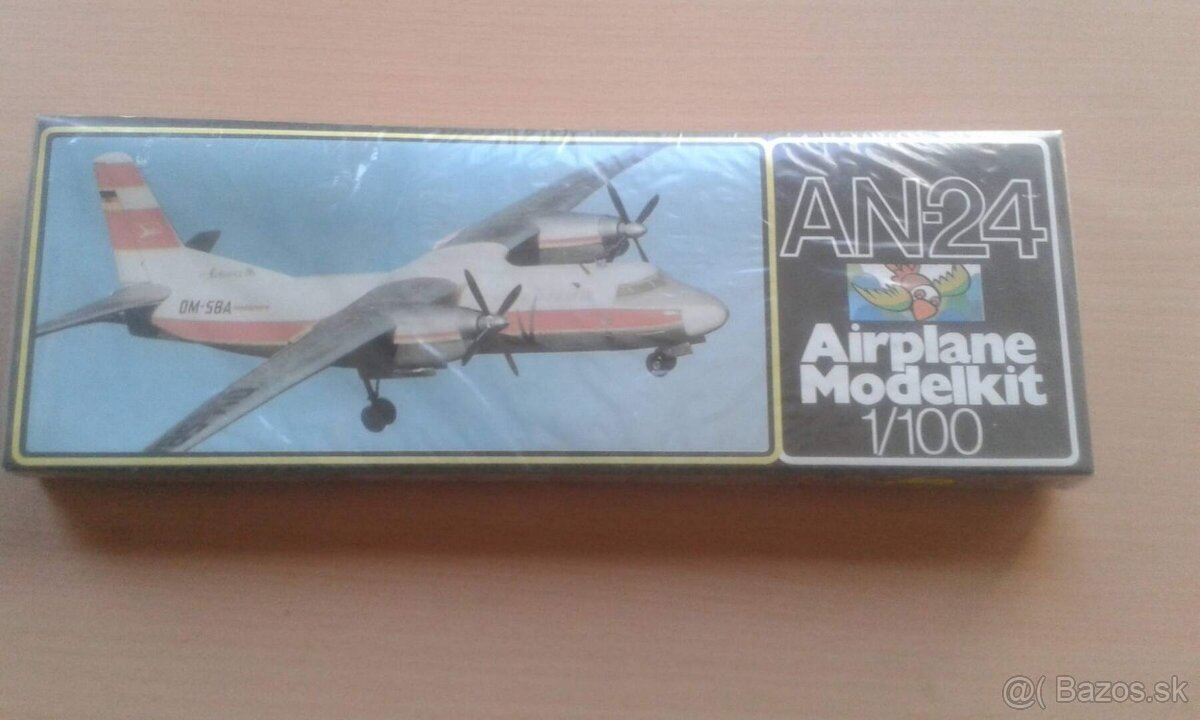 DM-SBA
AN-24
Airplane
Modelkit
1/100
@( Bazos.sk